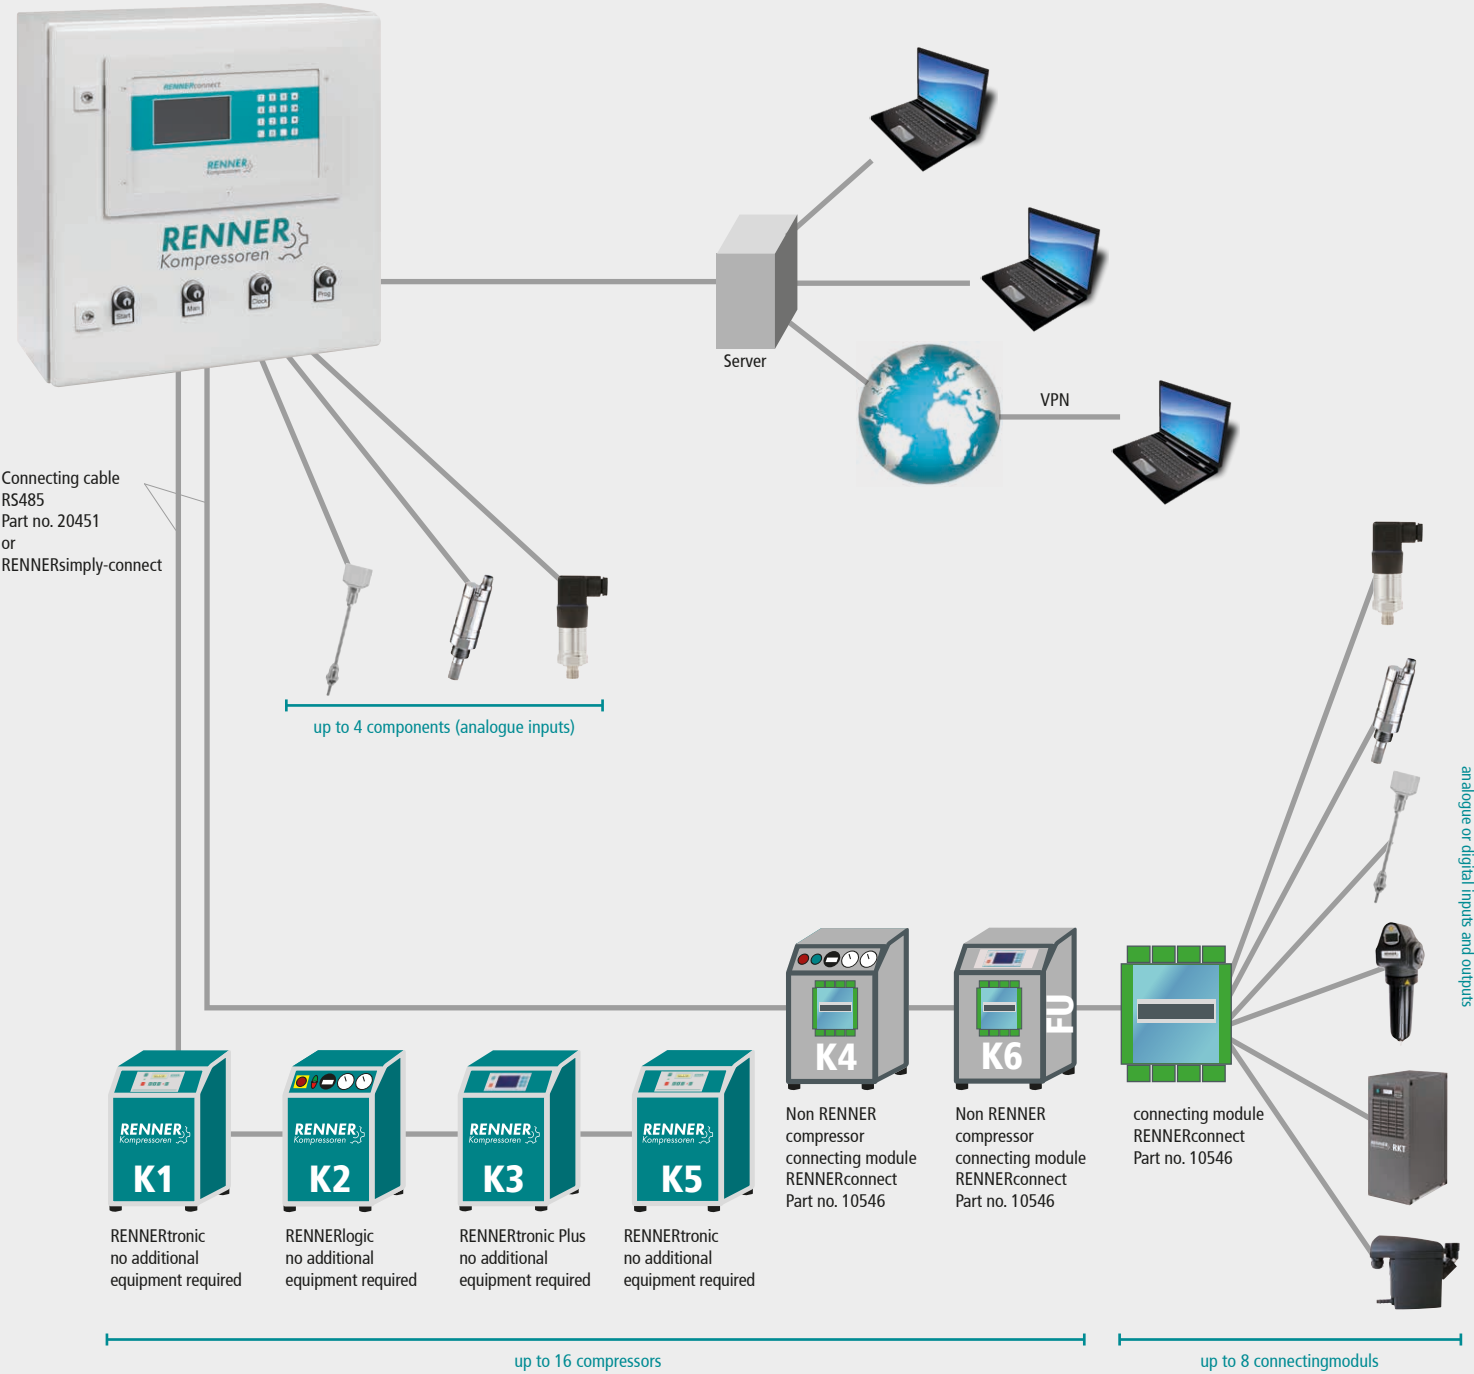 RENNERconnect
RENNER
Kompressoren
RENNER
Kompressoren
Start
Man
Clock
Prog.
Server
VPN
Connecting cable
RS485
Part no. 20451
or
RENNERsimply-connect
up to 4 components (analogue inputs)
analogue or digital inputs and outputs
K4
FU
K6
Non RENNER
compressor
connecting module
RENNERconnect
Part no. 10546
Non RENNER
compressor
connecting module
RENNERconnect
Part no. 10546
connecting module
RENNERconnect
Part no. 10546
RENNER
Kompressoren
K1
RENNER
Kompressoren
K2
RENNER
Kompressoren
K3
RENNER
Kompressoren
K5
RENNERtronic
no additional
equipment required
RENNERlogic
no additional
equipment required
RENNERtronic Plus
no additional
equipment required
RENNERtronic
no additional
equipment required
RKT
up to 16 compressors
up to 8 connectingmoduls